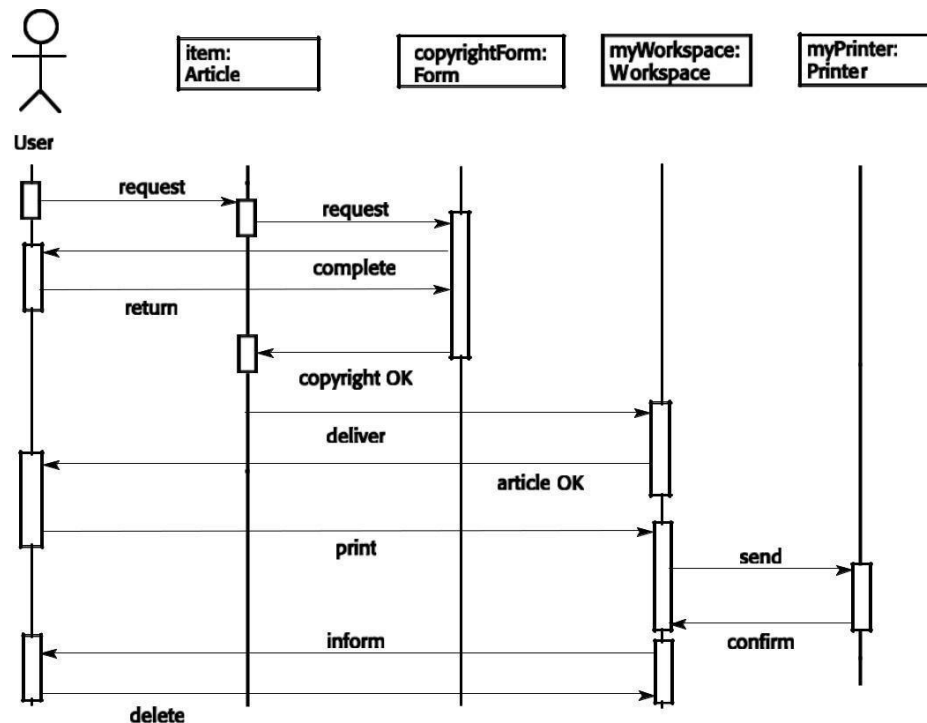 item:
Article
copyrightForm:
Form
myWorkspace:
Workspace
myPrinter:
Printer
User
request
request
complete
return
copyright OK
deliver
article OK
print
send
confirm
inform
delete